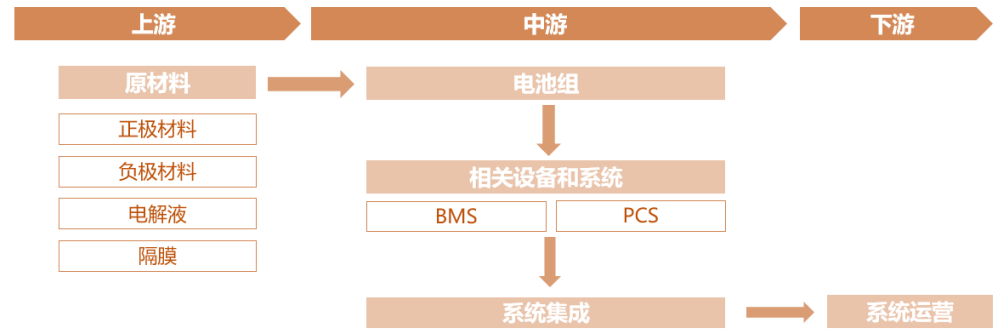 上游
中游
下游
原材料
正极材料
负极材料
电解液
隔膜
电池组
相关设备和系统
BMS
PCS
系统集成
系统运营